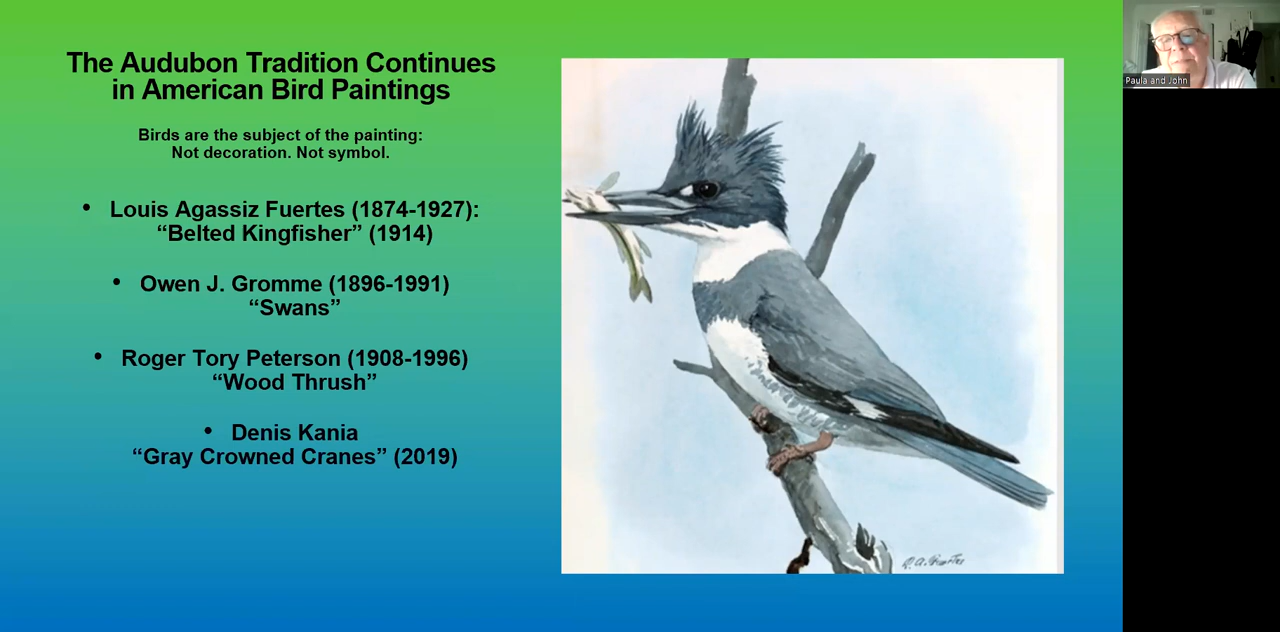 The Audubon Tradition Continues
in American Bird Paintings
Birds are the subject of the painting:
Not decoration. Not symbol.
• Louis Agassiz Fuertes (1874-1927):
“Belted Kingfisher” (1914)
• Owen J. Gromme (1896-1991)
“Swans”
• Roger Tory Peterson (1908-1996)
“Wood Thrush”
• Denis Kania
“Gray Crowned Cranes” (2019)
Paula and John